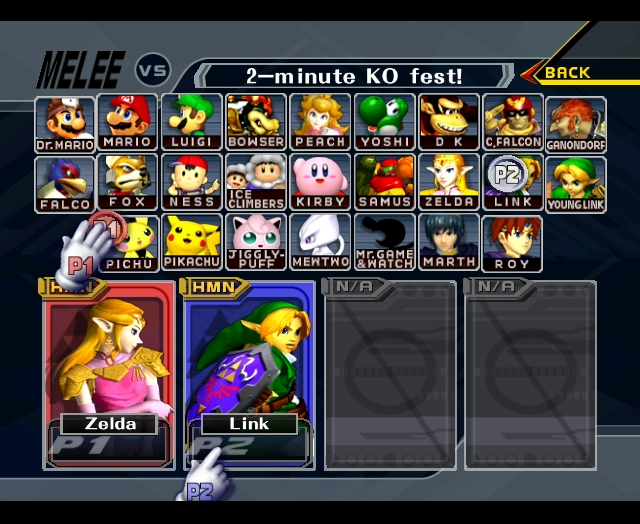 MELEE VS 2-minute KO fest! BACK
DR.MARIO MARIO LUIGI BOWSER PEACH YOSHI D K C.FALCON GANONDORF
FALCO FOX NESS ICE CLIMBERS KIRBY SAMUS ZELDA P2 LINK YOUNG LINK
P1 PICHU PIKACHU JIGGLY-PUFF MEWTWO MR.GAME &WATCH MARTH ROY
HMN HMN N/A N/A
Zelda Link
P1 P2
P2